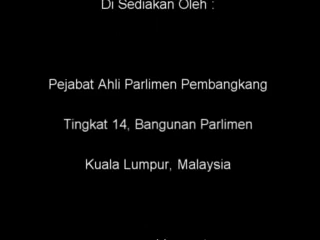 Di Sediakan Oleh :
Pejabat Ahli Parlimen Pembangkang
Tingkat 14, Bangunan Parlimen
Kuala Lumpur, Malaysia